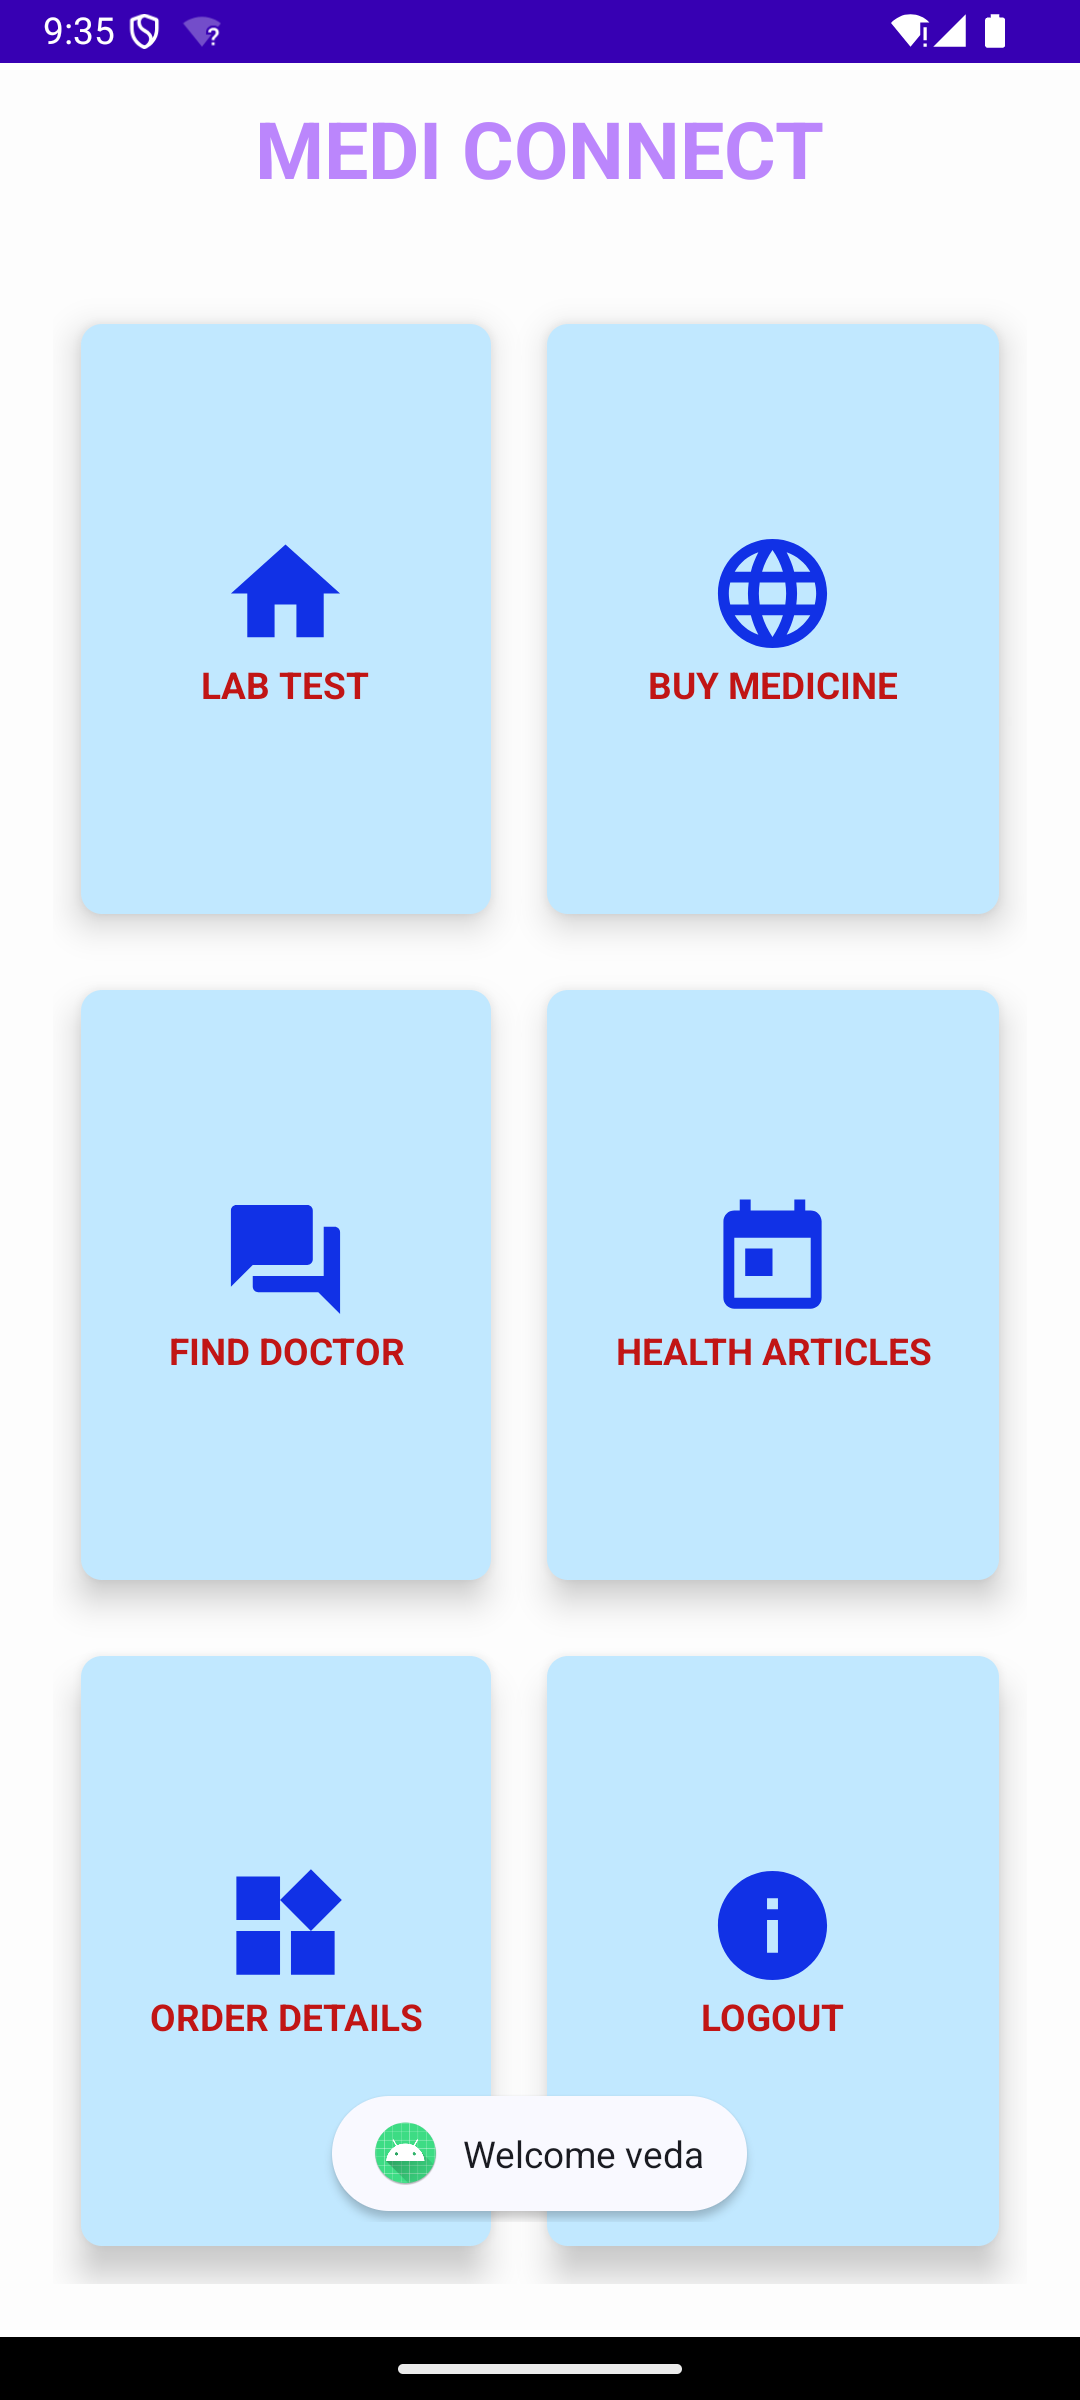 9:35
MEDI CONNECT
LAB TEST
BUY MEDICINE
FIND DOCTOR
HEALTH ARTICLES
ORDER DETAILS
LOGOUT
Welcome veda